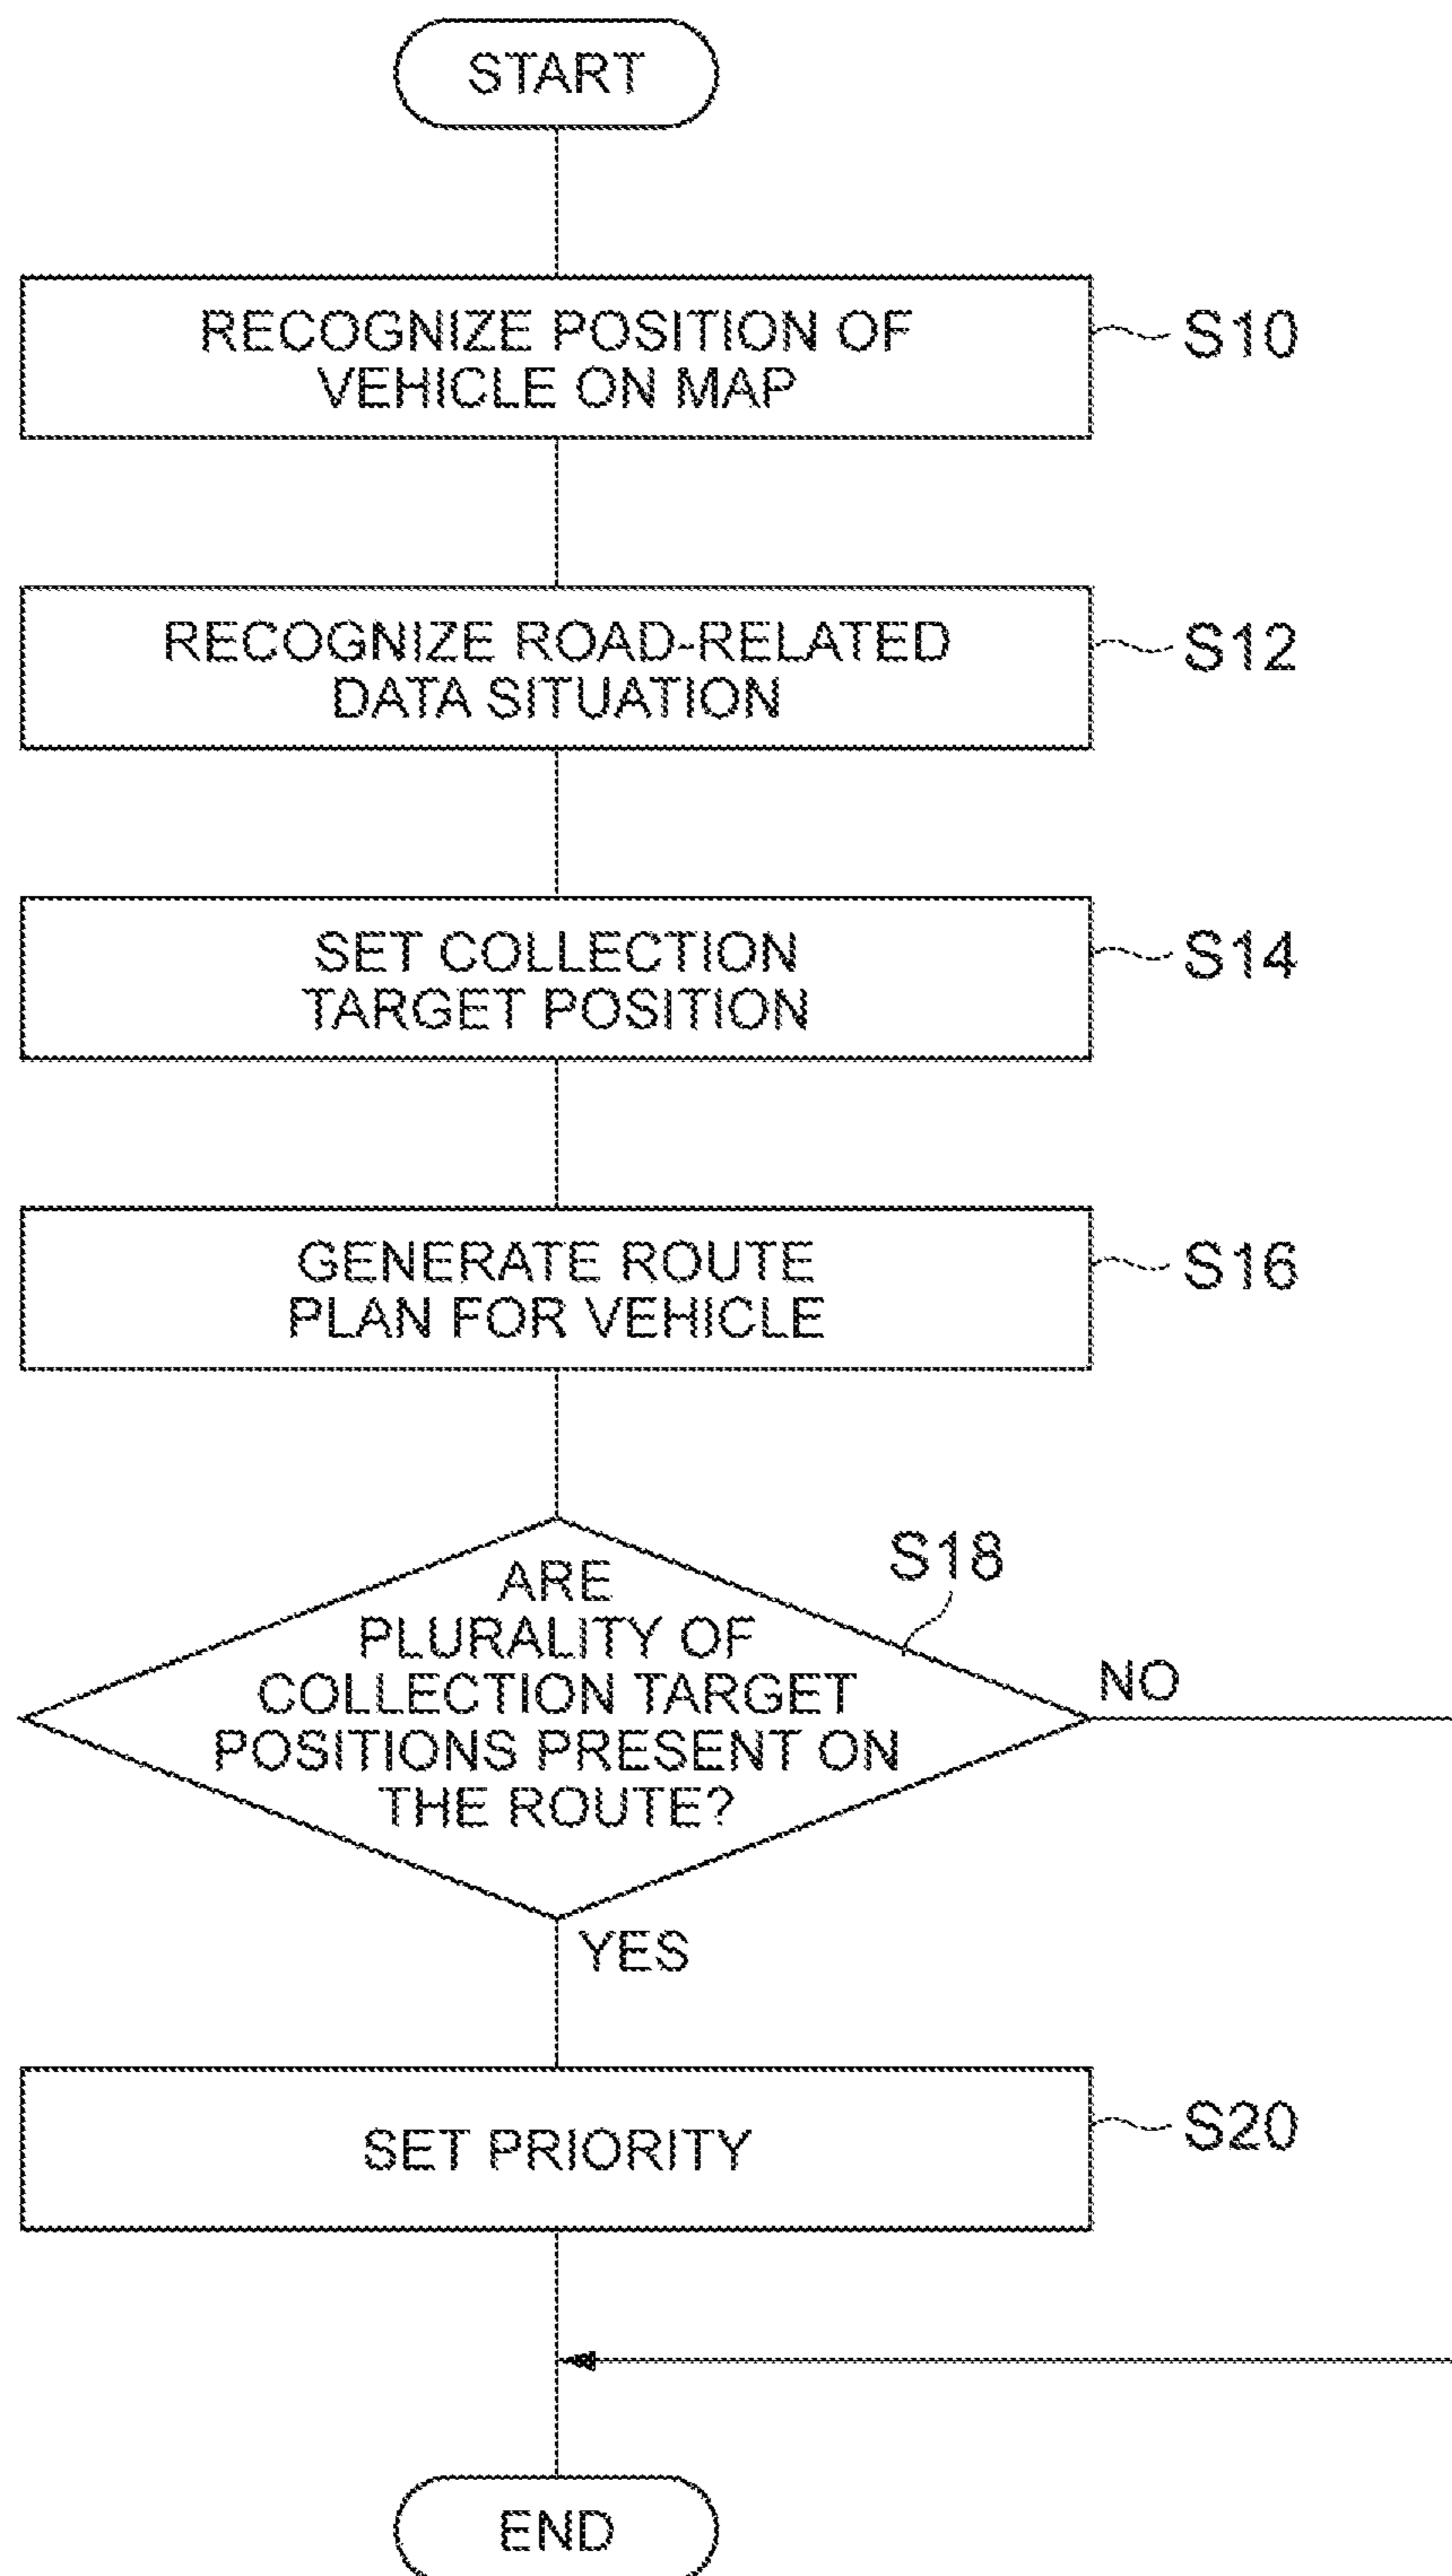 START
RECOGNIZE POSITION OF
VEHICLE ON MAP
S10
RECOGNIZE ROAD-RELATED
DATA SITUATION
S12
SET COLLECTION
TARGET POSITION
S14
GENERATE ROUTE
PLAN FOR VEHICLE
S16
S18
ARE
PLURALITY OF
COLLECTION TARGET
POSITIONS PRESENT ON
THE ROUTE?
NO
YES
SET PRIORITY
S20
END